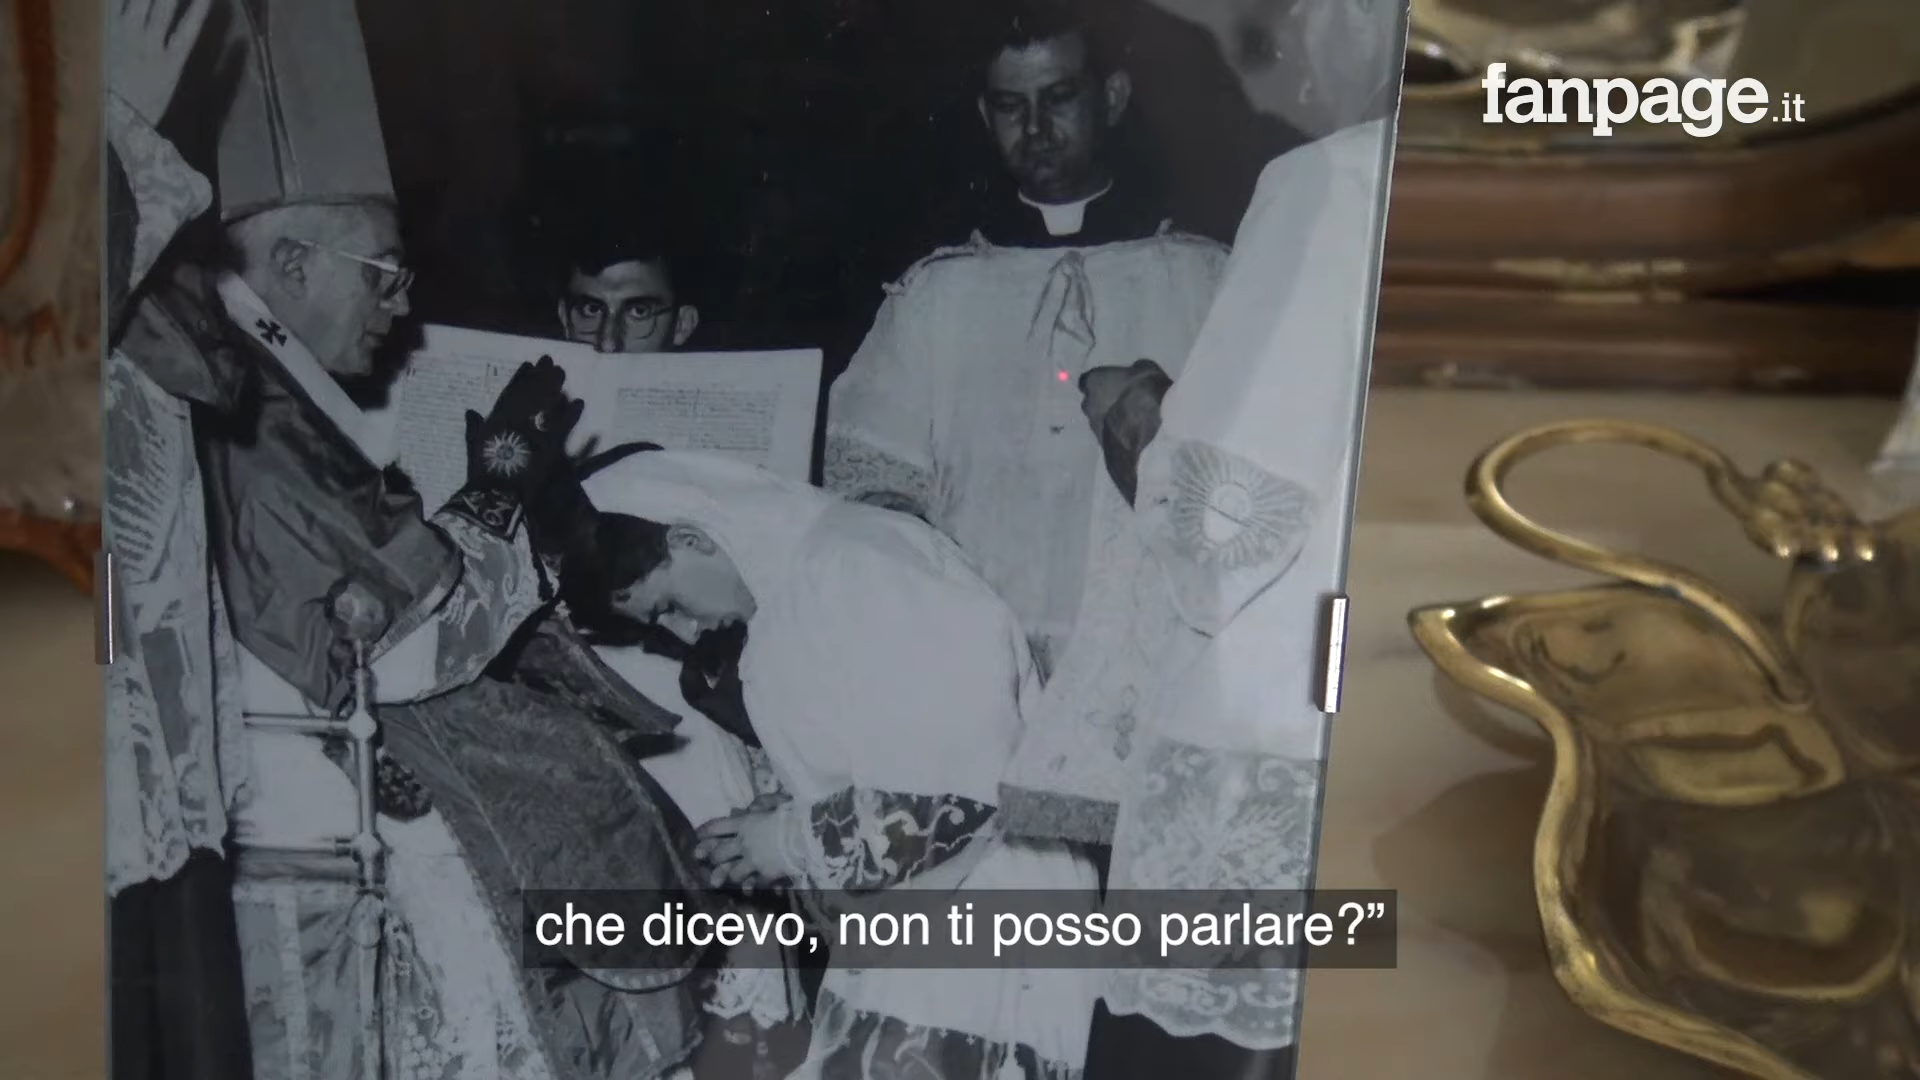 fanpage.it
che dicevo, non ti posso parlare?”